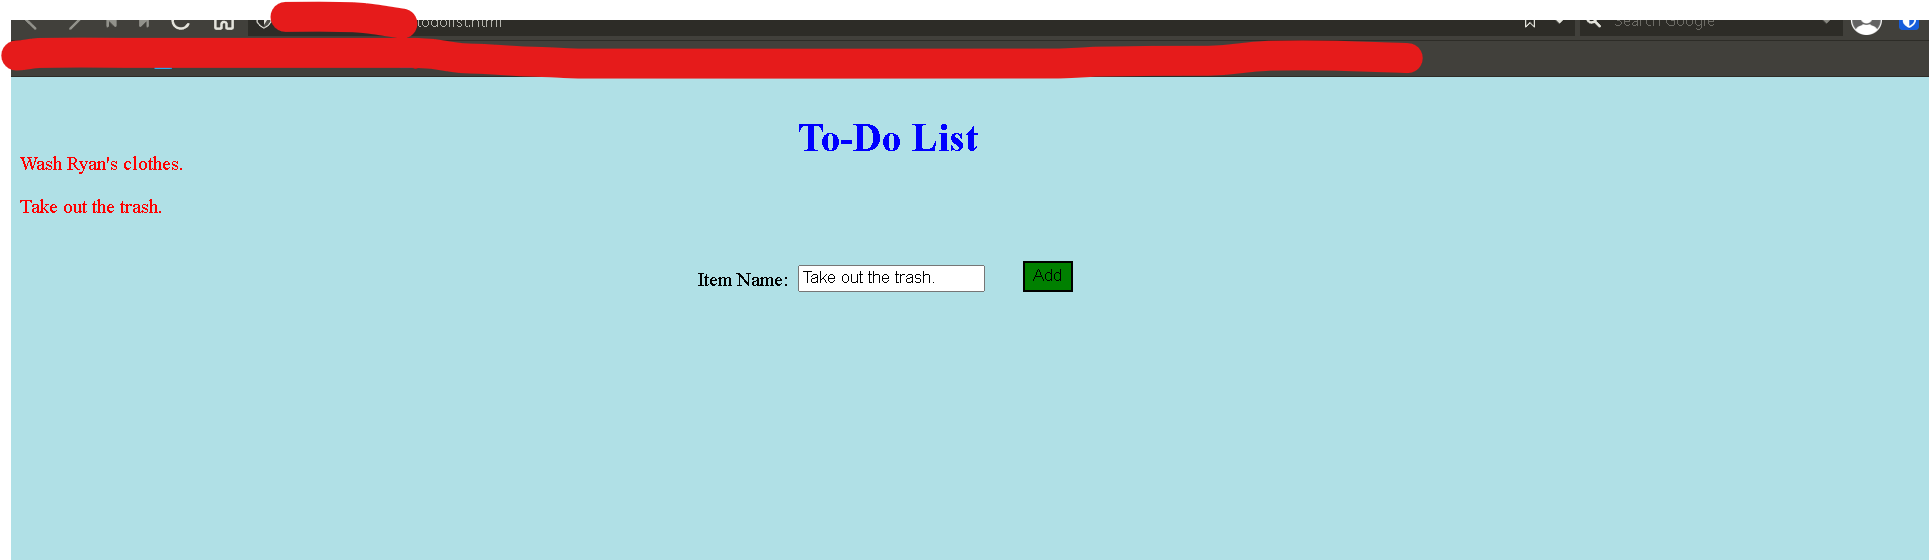 todolist.html
Search Google
To-Do List
Wash Ryan's clothes.
Take out the trash.
Item Name: Take out the trash. Add